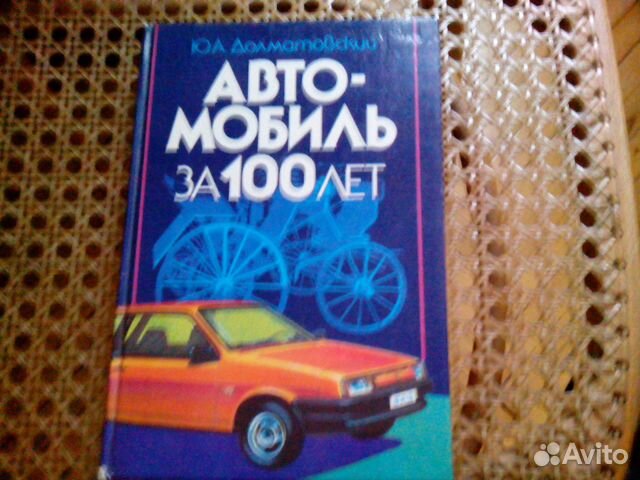 Ю.А Долматовский
АВТО-
МОБИЛЬ
ЗА 100 ЛЕТ
Avito